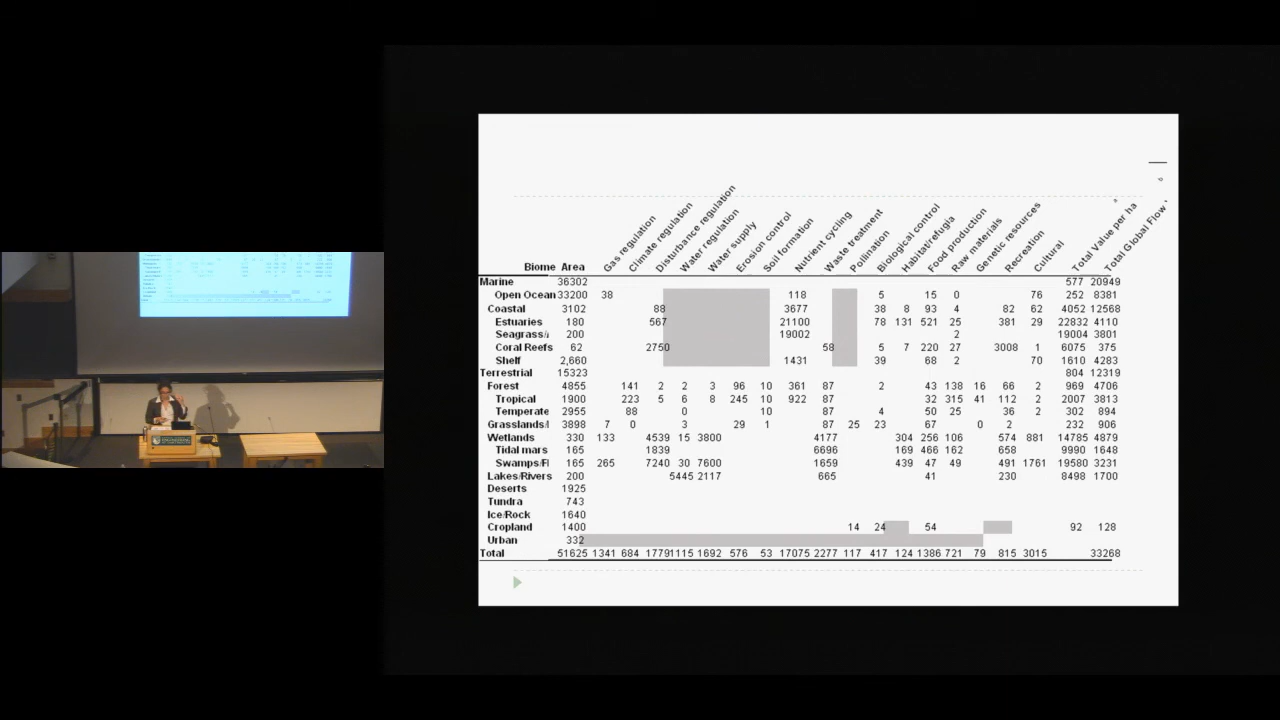 Biome Area Gas regulation Climate regulation Disturbance regulation Water regulation Water supply Erosion control Soil formation Nutrient cycling Waste treatment Pollination Biological control Habitat/refugia Food production Raw materials Genetic resources Recreation Cultural Total Value per ha Total Global Flow
Marine 36302 577 20949
Open Ocean 33200 38 118 5 15 0 76 252 8381
Coastal 3102 88 3677 38 8 93 4 82 62 4052 12568
Estuaries 180 567 21100 78 131 521 25 381 29 22832 4110
Seagrass/ 200 19002 2 19004 3801
Coral Reefs 62 2750 58 5 7 220 27 3008 1 6075 375
Shelf 2,660 1431 39 68 2 70 1610 4283
Terrestrial 15323 804 12319
Forest 4855 141 2 2 3 96 10 361 87 2 43 138 16 66 2 969 4706
Tropical 1900 223 5 6 8 245 10 922 87 32 315 41 112 2 2007 3813
Temperate 2955 88 0 10 87 4 50 25 36 2 302 894
Grasslands/ 3898 7 0 3 29 1 87 25 23 67 0 2 232 906
Wetlands 330 133 4539 15 3800 4177 304 256 106 574 881 14785 4879
Tidal mars 165 1839 6696 169 466 162 658 9990 1648
Swamps/Fl 165 265 7240 30 7600 1659 439 47 49 491 1761 19580 3231
Lakes/Rivers 200 5445 2117 665 41 230 8498 1700
Deserts 1925
Tundra 743
Ice/Rock 1640
Cropland 1400 14 24 54 92 128
Urban 332
Total 51625 1341 684 1779 1115 1692 576 53 17075 2277 117 417 124 1386 721 79 815 3015 33268